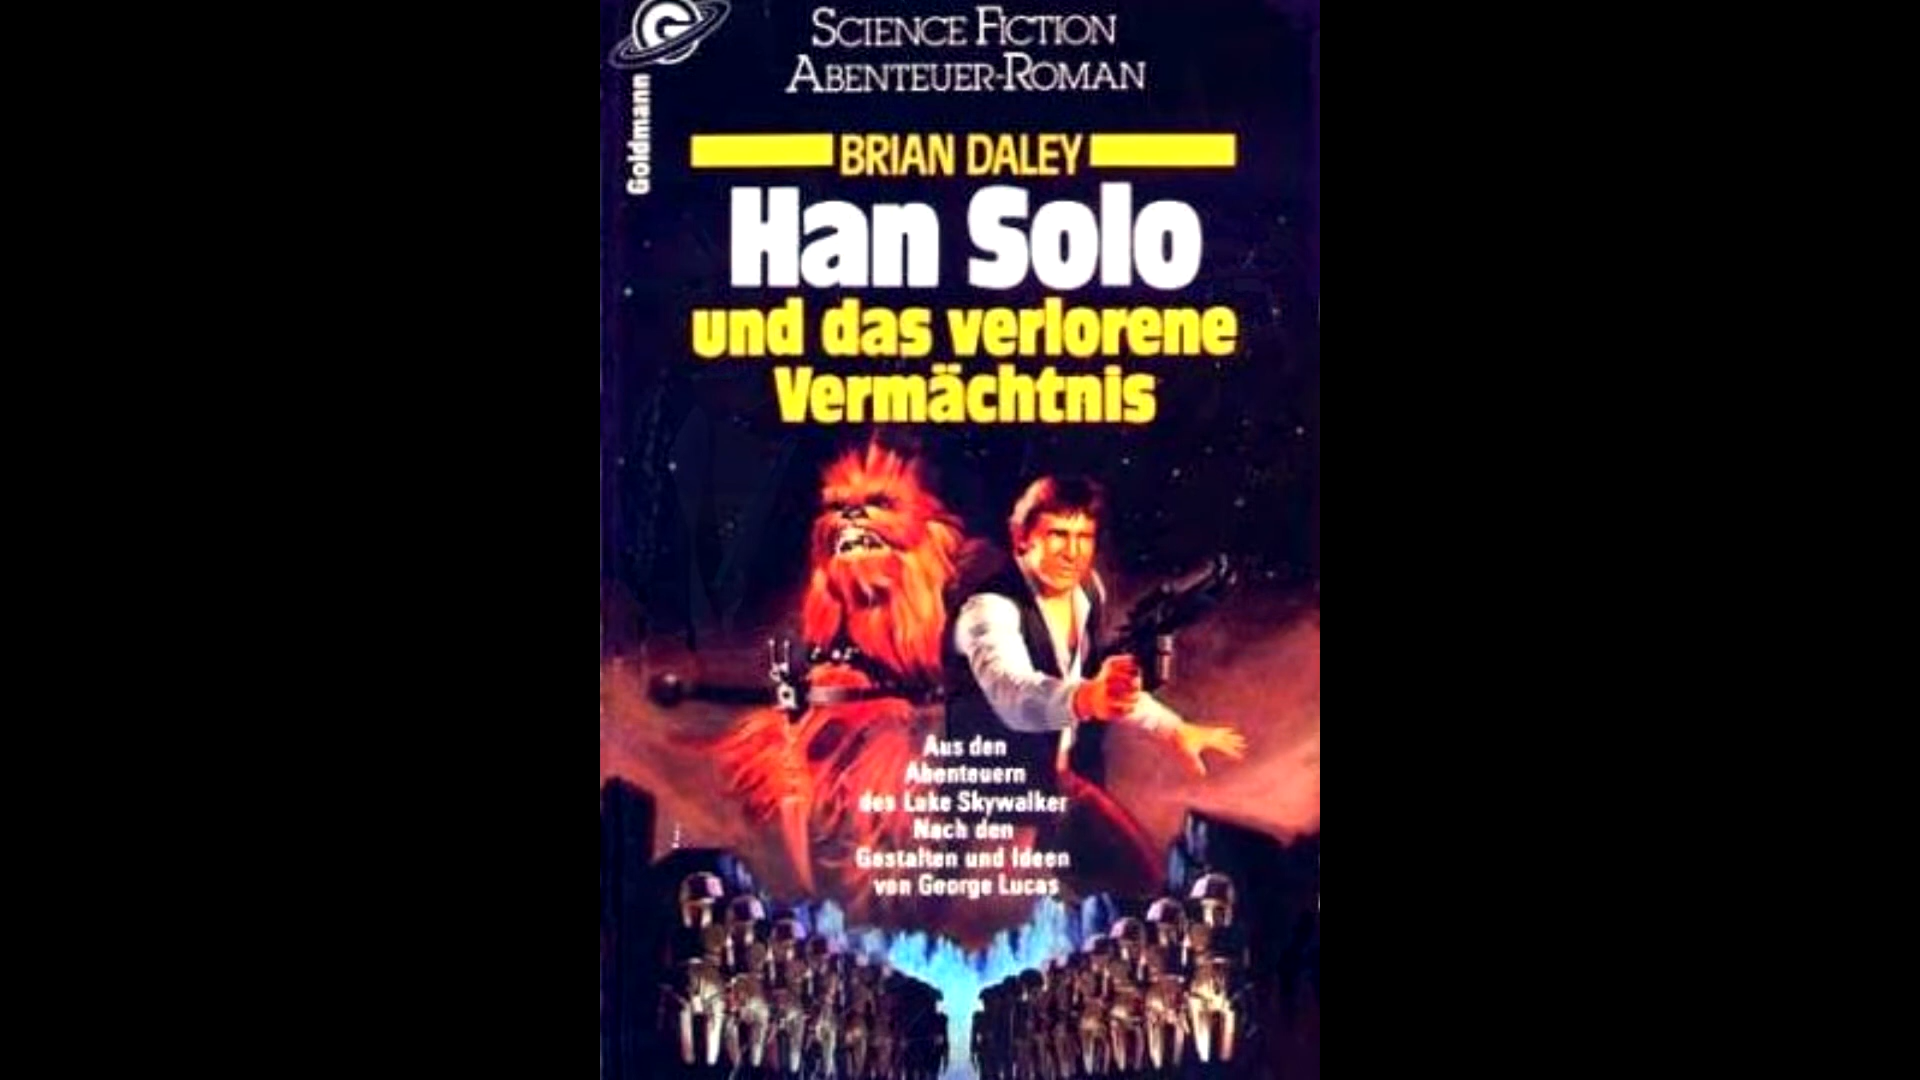 Science Fiction
Abenteuer-Roman
Goldmann
BRIAN DALEY
Han Solo
und das verlorene
Vermächtnis
Aus den
Abenteuern
des Luke Skywalker
Nach den
Gestalten und Ideen
von George Lucas